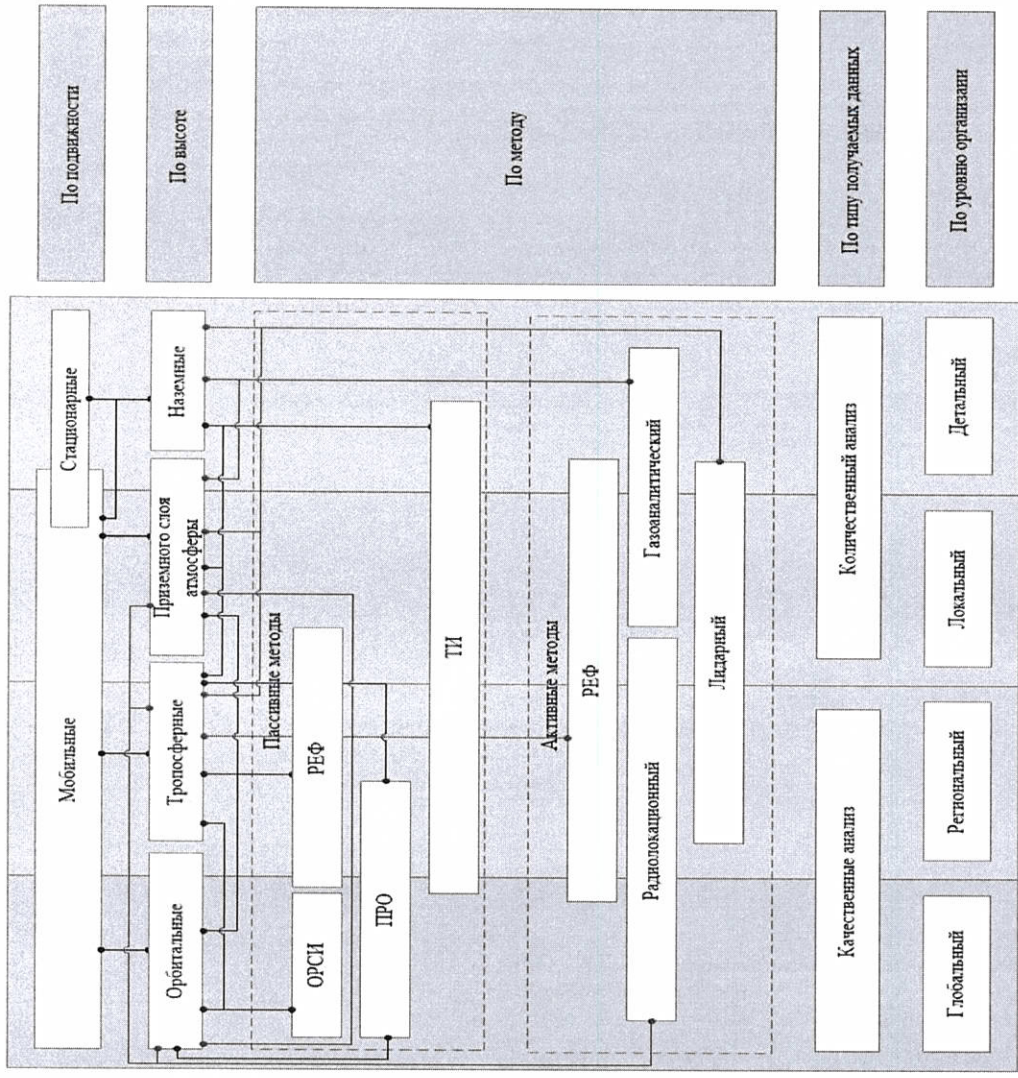 По подвижности
Мобильные
Стационарные
По высоте
Орбитальные
Тропосферные
Приземного слоя
атмосферы
Наземные
По методу
Пассивные методы
ОРСИ
РЕФ
ПРО
ТИ
Активные методы
РЕФ
Радиолокационный
Газоаналитический
Лидарный
По типу получаемых данных
Качественные анализ
Количественный анализ
По уровню организаии
Глобальный
Региональный
Локальный
Детальный